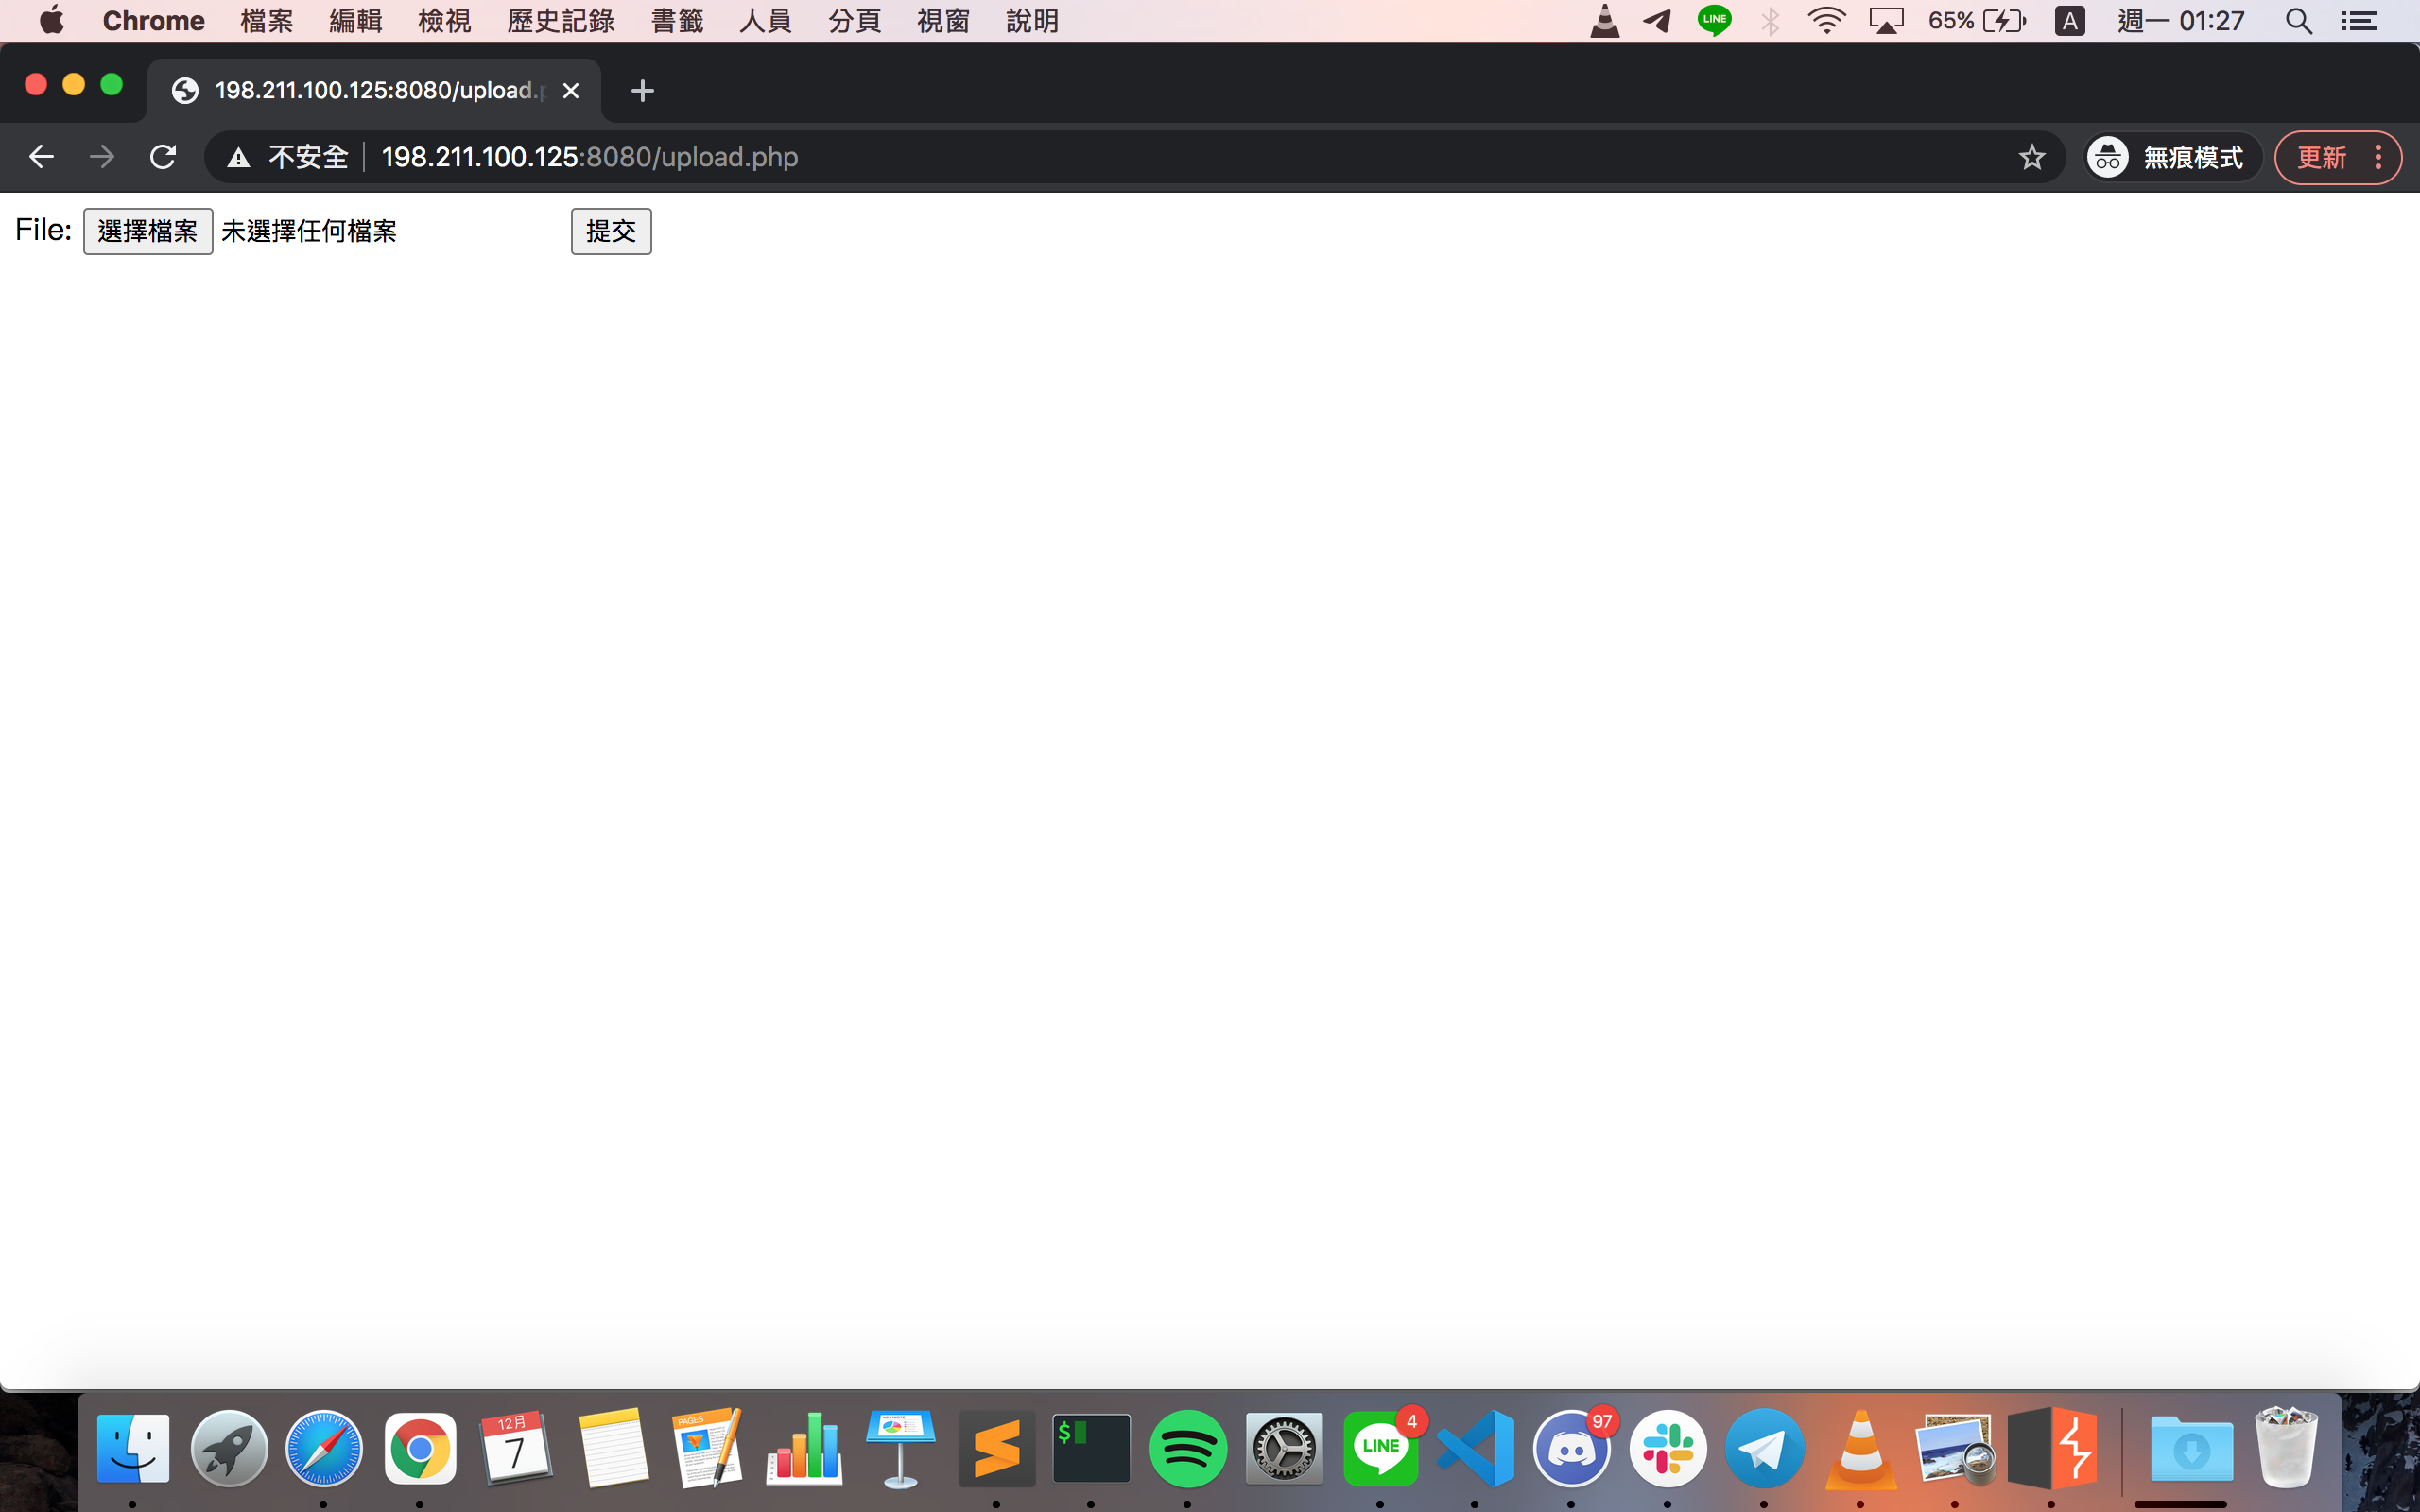 Chrome 檔案 編輯 檢視 歷史記錄 書籤 人員 分頁 視窗 說明 LINE 65% A 週一 01:27
198.211.100.125:8080/upload.p
不安全 198.211.100.125:8080/upload.php 無痕模式 更新
File: 選擇檔案 未選擇任何檔案 提交
12月 7 PAGES KEYNOTE $ LINE 4 97